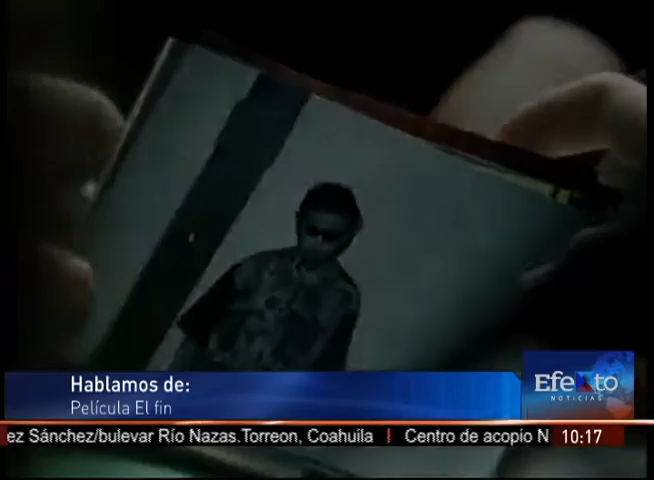 Hablamos de:
Película El fin
Efekto
NOTICIAS
ez Sánchez/bulevar Río Nazas.Torreon, Coahuila | Centro de acopio N
10:17